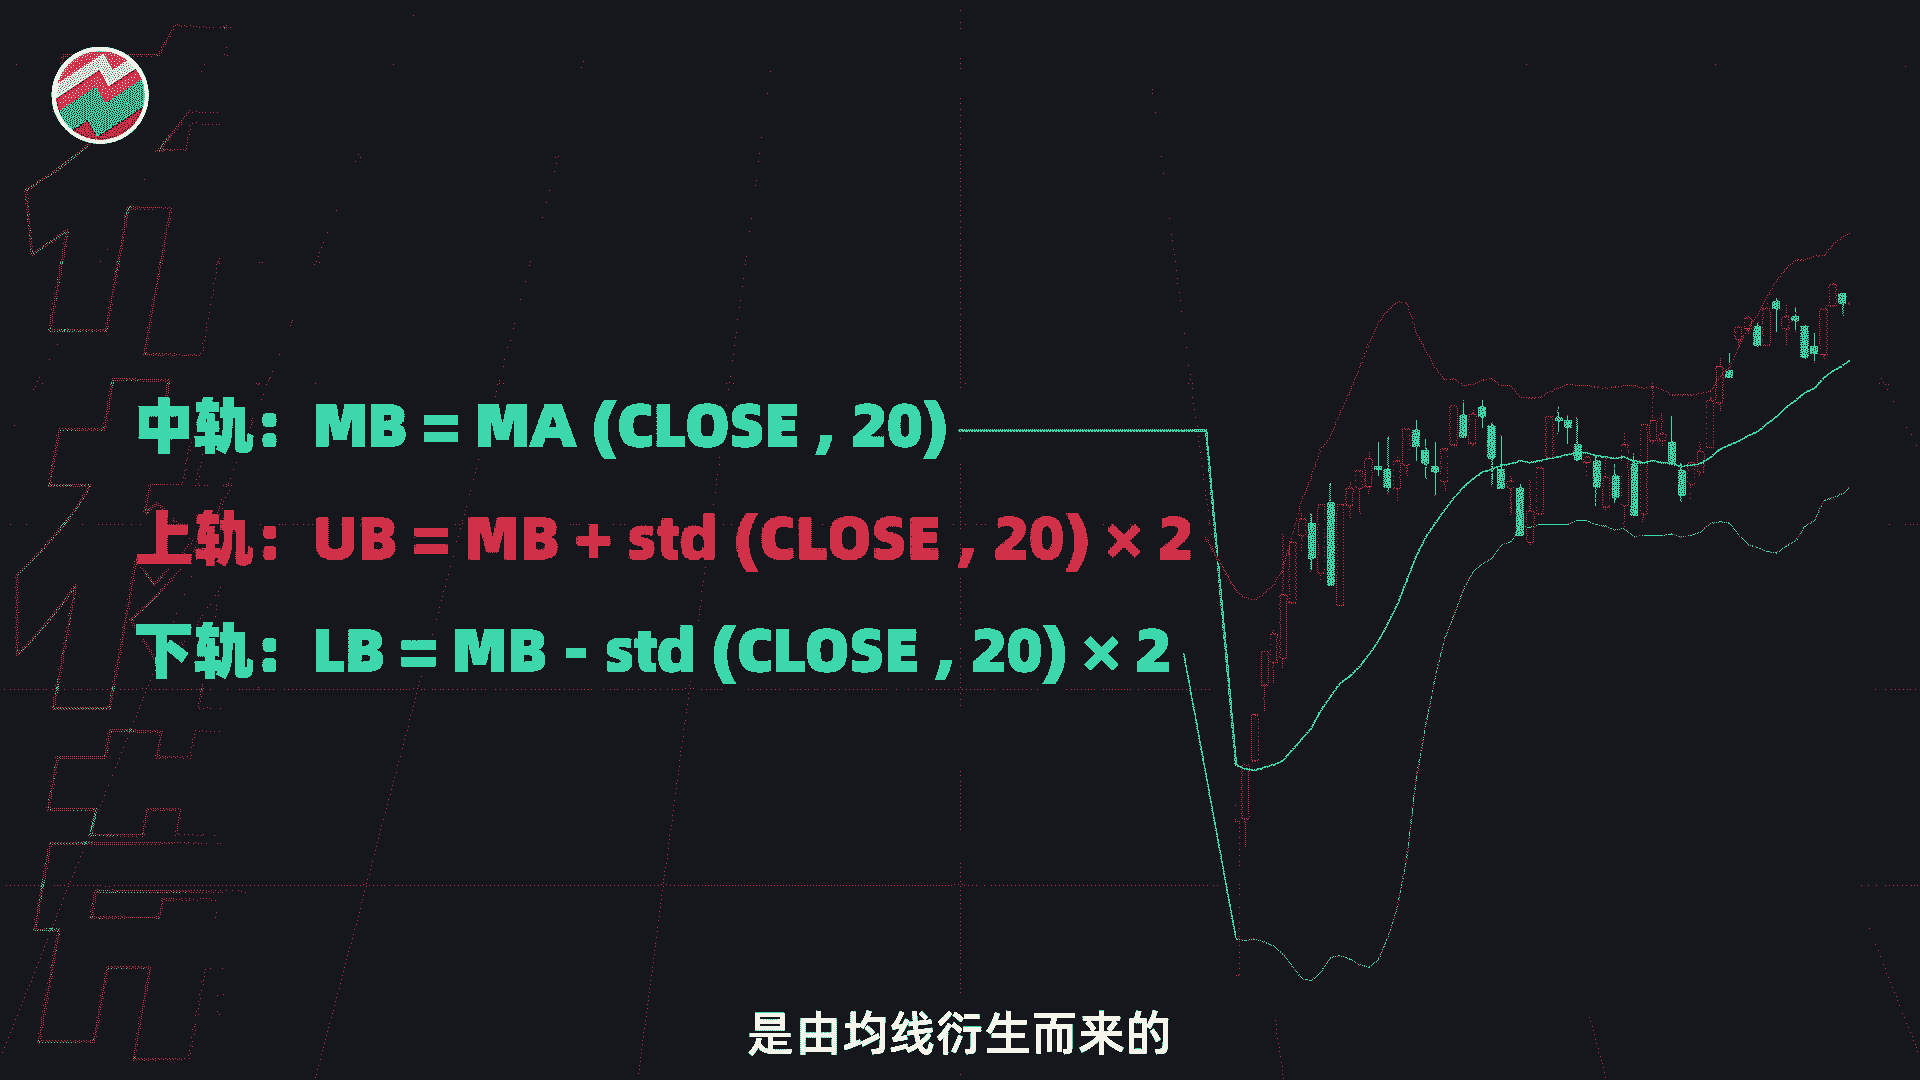 中轨：MB = MA (CLOSE , 20)
上轨：UB = MB + std (CLOSE , 20) × 2
下轨：LB = MB - std (CLOSE , 20) × 2
是由均线衍生而来的